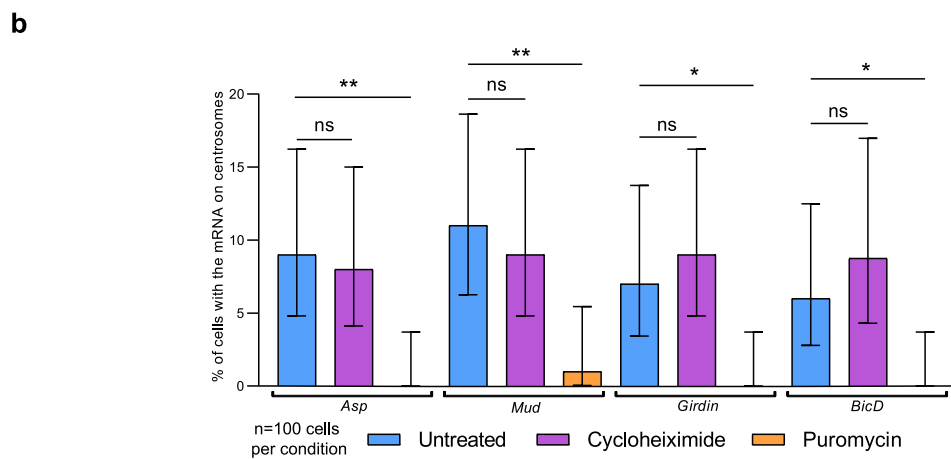 b
**
**
*
*
ns
ns
ns
ns
% of cells with the mRNA on centrosomes
20
15
10
5
0
Asp
Mud
Girdin
BicD
n=100 cells
per condition
Untreated
Cycloheiximide
Puromycin